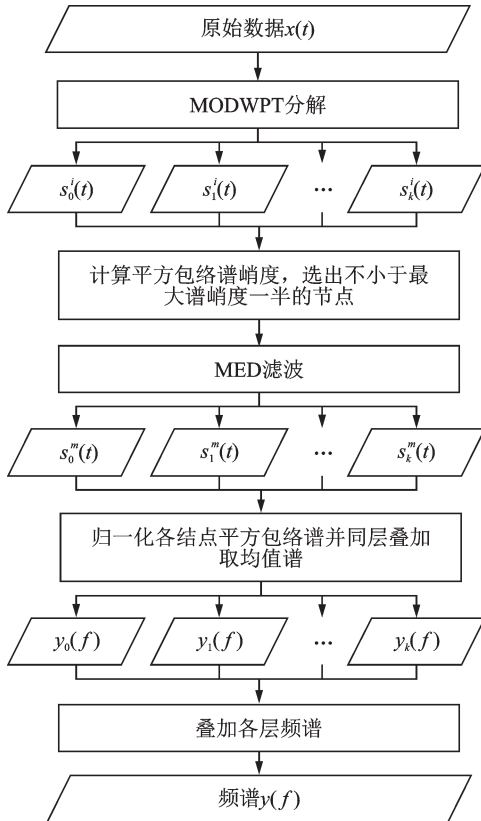 原始数据x(t)
MODWPT分解
s₀ⁱ(t) s₁ⁱ(t) ... sₖⁱ(t)
计算平方包络谱峭度，选出不小于最
大谱峭度一半的节点
MED滤波
s₀ᵐ(t) s₁ᵐ(t) ... sₖᵐ(t)
归一化各结点平方包络谱并同层叠加
取均值谱
y₀(f) y₁(f) ... yₖ(f)
叠加各层频谱
频谱y(f)